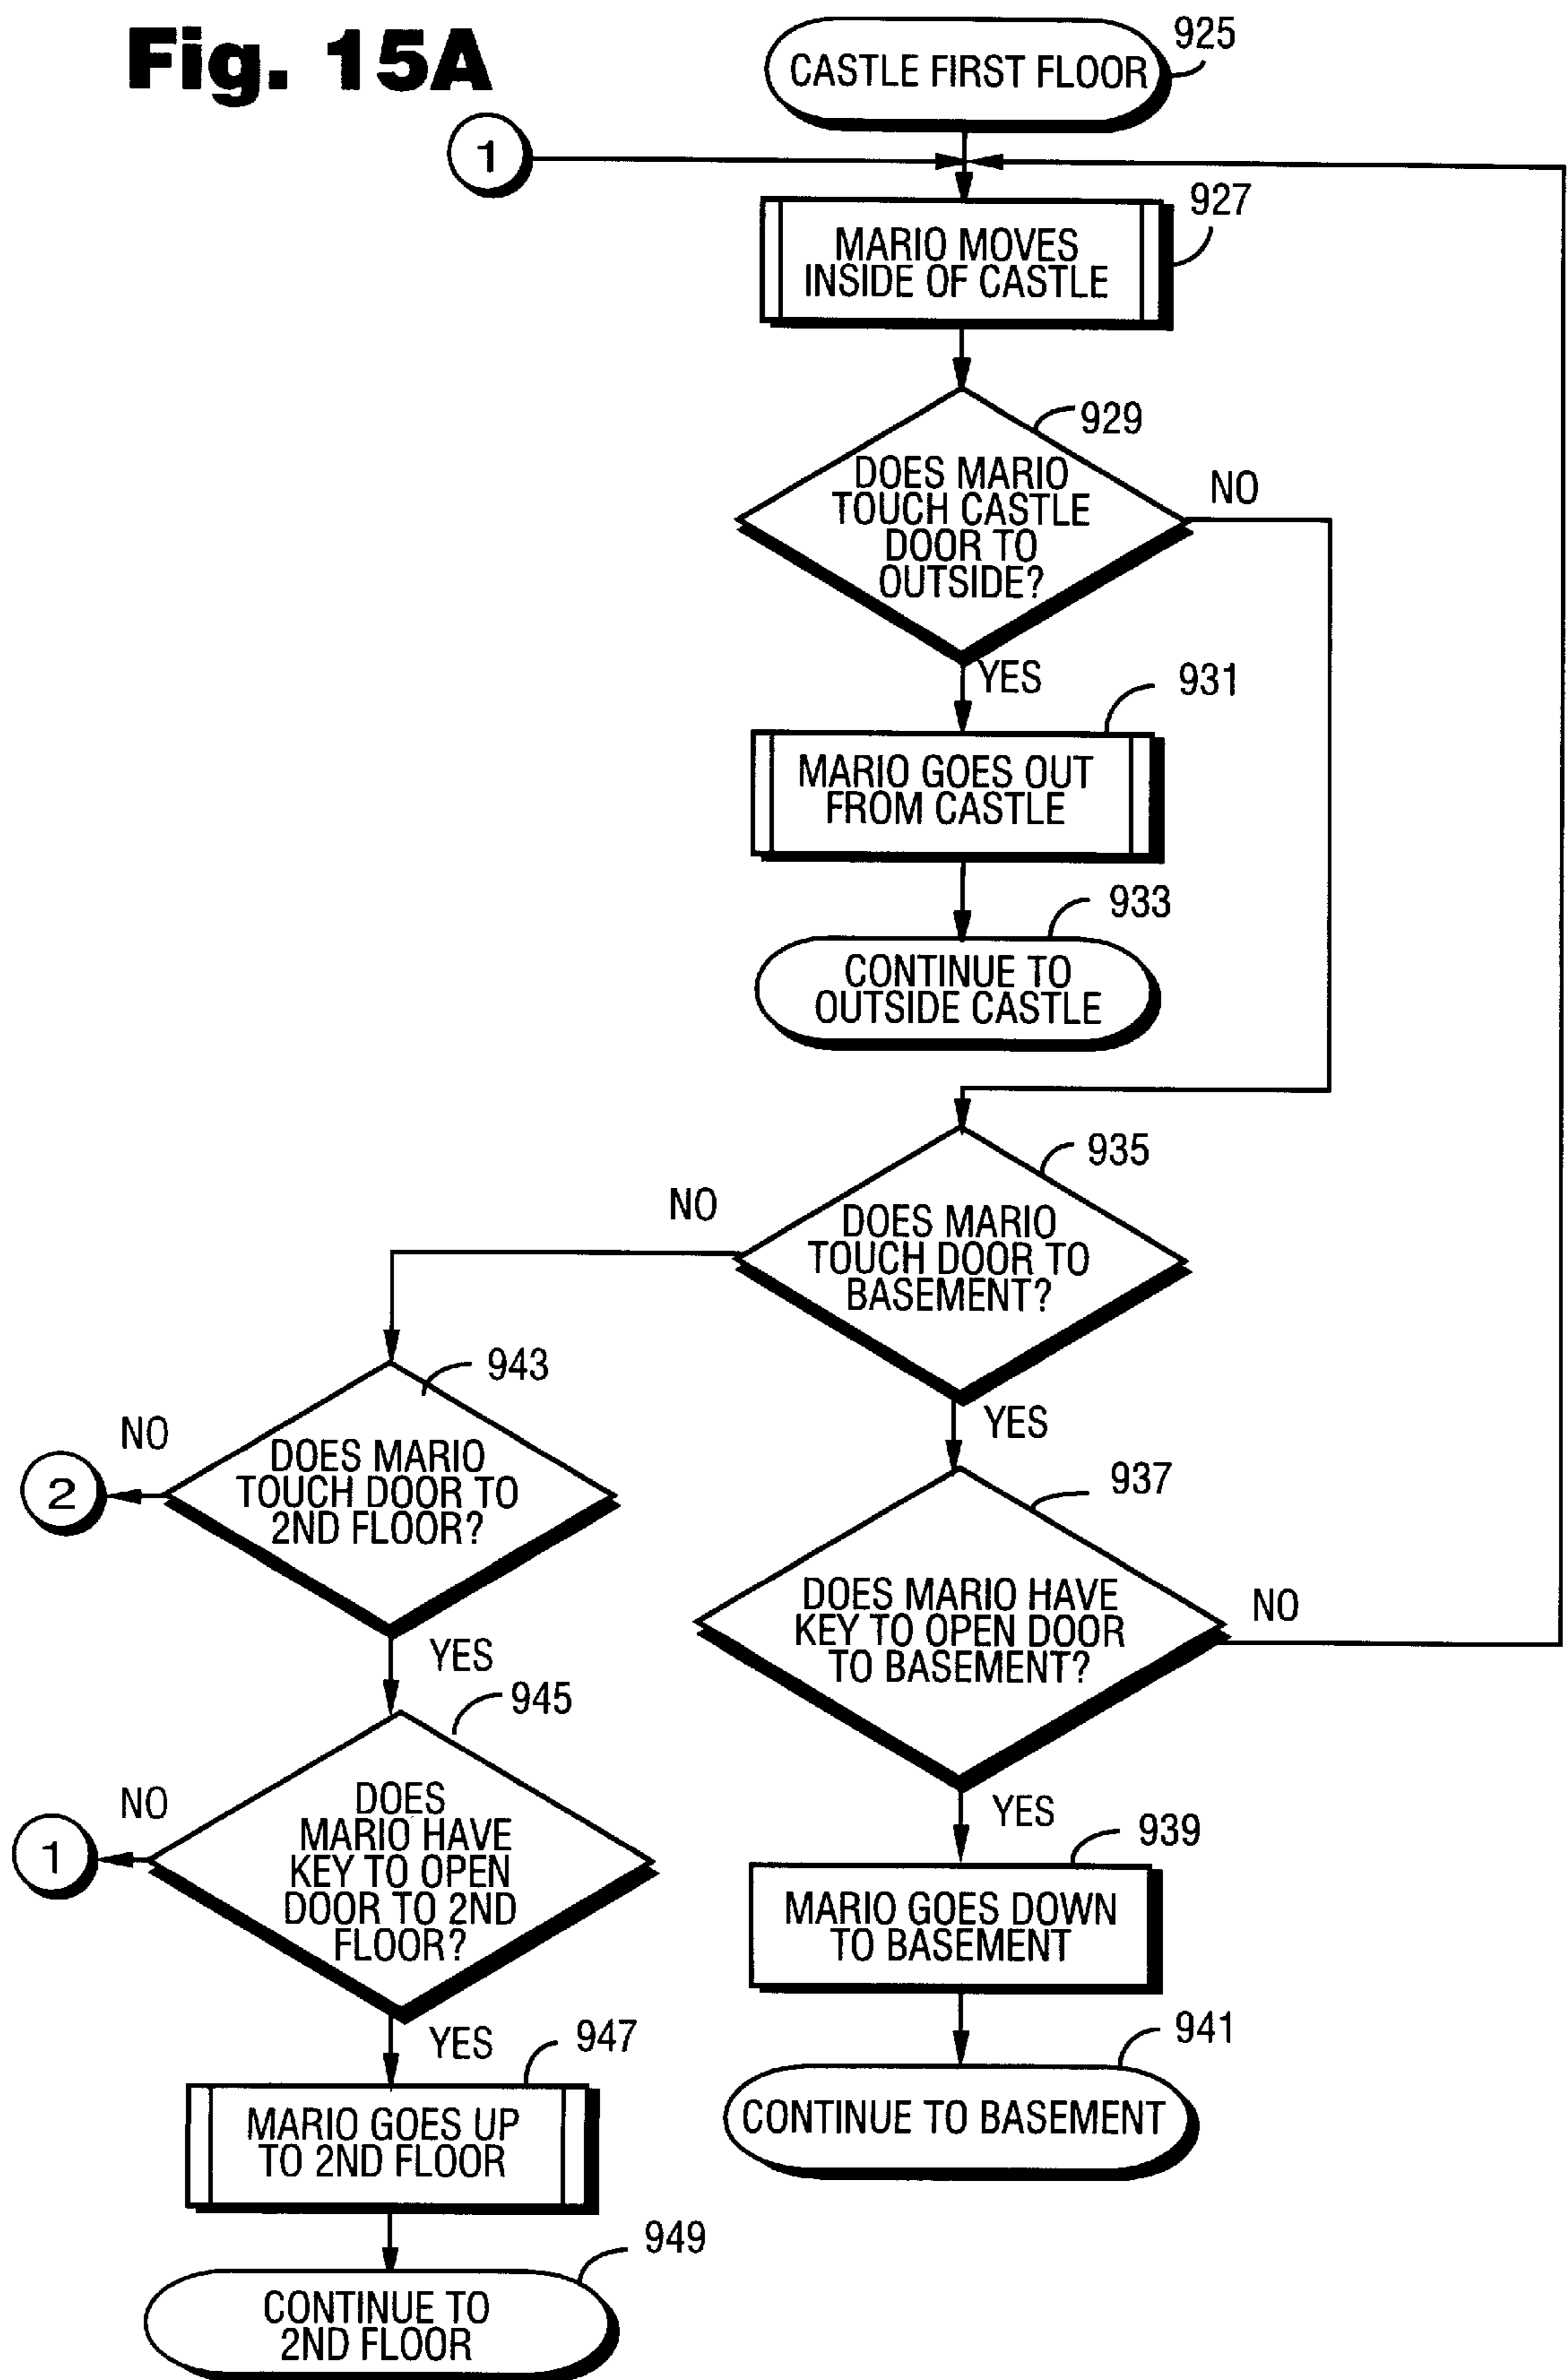 Fig. 15A
CASTLE FIRST FLOOR
925
1
MARIO MOVES
INSIDE OF CASTLE
927
929
DOES MARIO
TOUCH CASTLE
DOOR TO
OUTSIDE?
NO
YES
931
MARIO GOES OUT
FROM CASTLE
933
CONTINUE TO
OUTSIDE CASTLE
935
DOES MARIO
TOUCH DOOR TO
BASEMENT?
NO
YES
943
DOES MARIO
TOUCH DOOR TO
2ND FLOOR?
NO
2
YES
937
DOES MARIO HAVE
KEY TO OPEN DOOR
TO BASEMENT?
NO
YES
945
DOES
MARIO HAVE
KEY TO OPEN
DOOR TO 2ND
FLOOR?
NO
1
YES
939
MARIO GOES DOWN
TO BASEMENT
941
CONTINUE TO BASEMENT
947
MARIO GOES UP
TO 2ND FLOOR
949
CONTINUE TO
2ND FLOOR